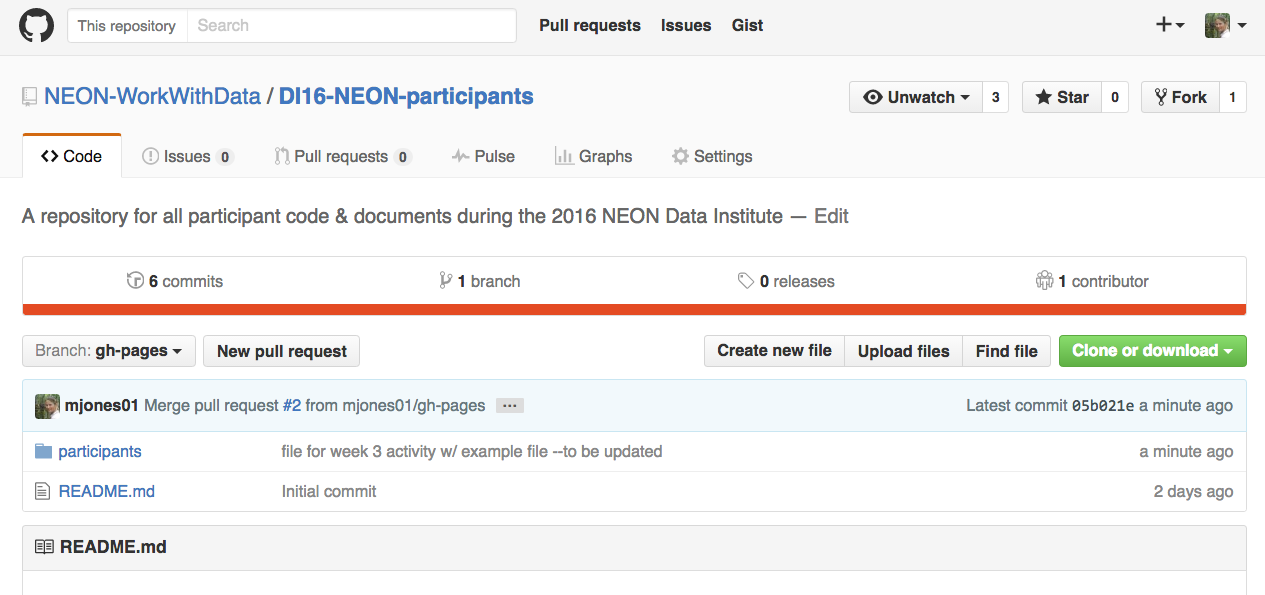 This repository Search Pull requests Issues Gist
NEON-WorkWithData / DI16-NEON-participants Unwatch 3 Star 0 Fork 1
Code Issues 0 Pull requests 0 Pulse Graphs Settings
A repository for all participant code & documents during the 2016 NEON Data Institute — Edit
6 commits 1 branch 0 releases 1 contributor
Branch: gh-pages New pull request Create new file Upload files Find file Clone or download
mjones01 Merge pull request #2 from mjones01/gh-pages ... Latest commit 05b021e a minute ago
participants file for week 3 activity w/ example file --to be updated a minute ago
README.md Initial commit 2 days ago
README.md